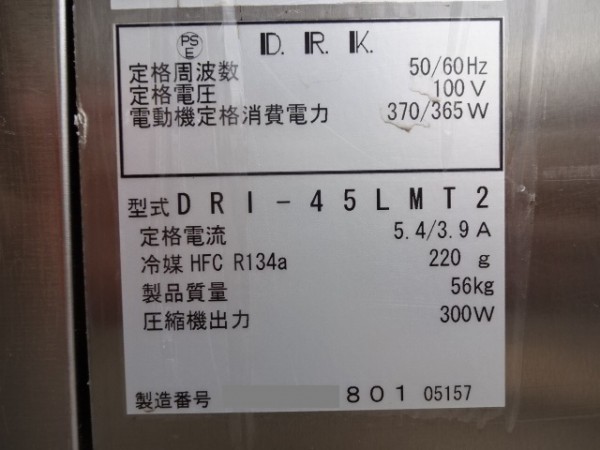 PS E D.R.K.
定格周波数 50/60Hz
定格電圧 100V
電動機定格消費電力 370/365W
型式 DRI-45LMT2
定格電流 5.4/3.9A
冷媒 HFC R134a 220 g
製品質量 56kg
圧縮機出力 300W
製造番号 801 05157